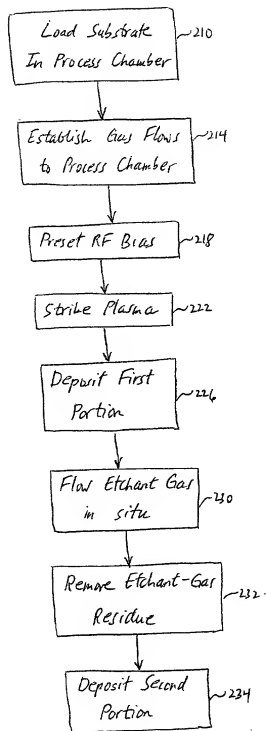 Load Substrate
In Process Chamber
210
Establish Gas Flows
to Process Chamber
214
Preset RF Bias
218
Strike Plasma
222
Deposit First
Portion
226
Flow Etchant Gas
in situ
230
Remove Etchant-Gas
Residue
232
Deposit Second
Portion
234